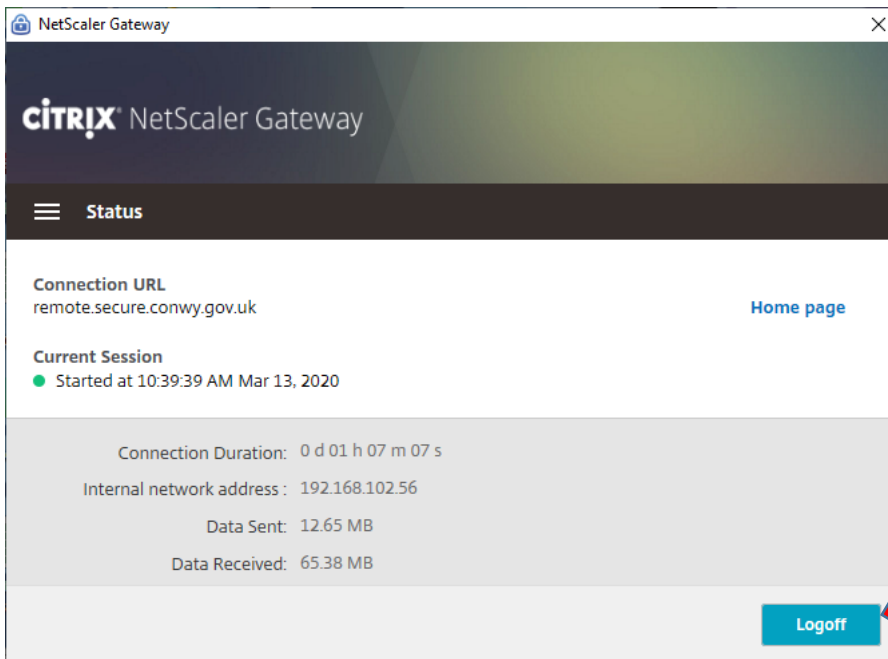 NetScaler Gateway
CİTRIX® NetScaler Gateway
Status
Connection URL
remote.secure.conwy.gov.uk
Home page
Current Session
Started at 10:39:39 AM Mar 13, 2020
Connection Duration: 0 d 01 h 07 m 07 s
Internal network address : 192.168.102.56
Data Sent: 12.65 MB
Data Received: 65.38 MB
Logoff